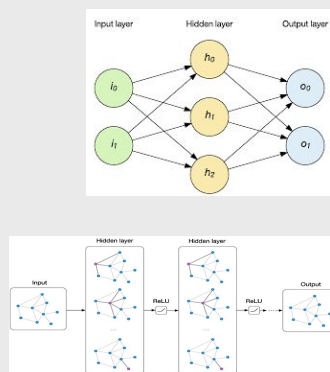 Input layer Hidden layer Output layer
h₀
i₀ o₀
h₁
i₁ o₁
h₂
Hidden layer Hidden layer
Input Output
ReLU ReLU
... ...